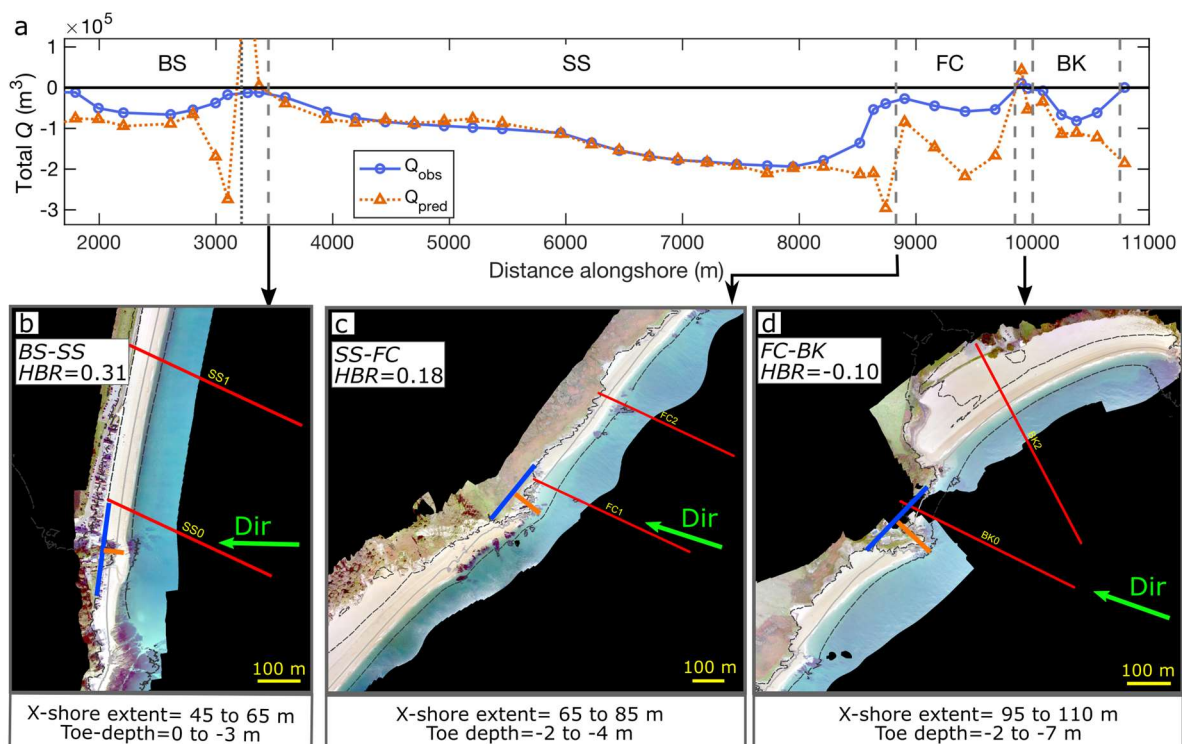 a
×10⁵
BS
SS
FC
BK
1
0
-1
-2
-3
Total Q (m³)
Q_obs
Q_pred
2000
3000
4000
5000
6000
7000
8000
9000
10000
11000
Distance alongshore (m)
b
BS-SS
HBR=0.31
SS1
SS0
Dir
100 m
X-shore extent= 45 to 65 m
Toe-depth=0 to -3 m
c
SS-FC
HBR=0.18
FC2
FC1
Dir
100 m
X-shore extent= 65 to 85 m
Toe depth=-2 to -4 m
d
FC-BK
HBR=-0.10
BK2
BK0
Dir
100 m
X-shore extent= 95 to 110 m
Toe depth=-2 to -7 m